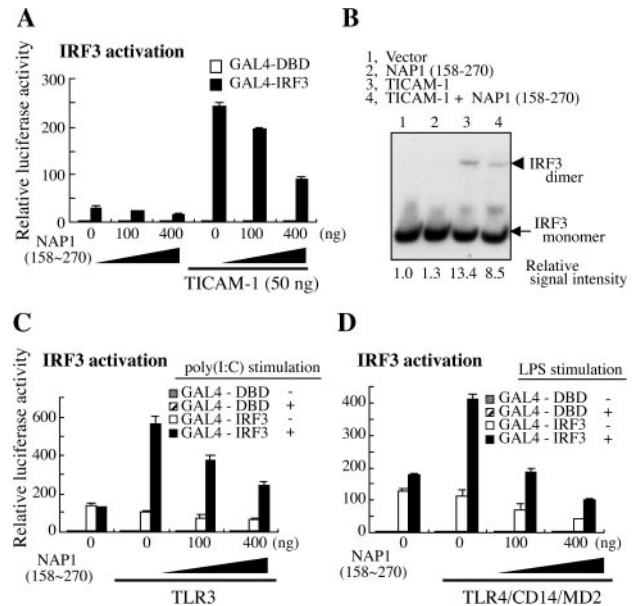 A
IRF3 activation
GAL4-DBD
GAL4-IRF3
Relative luciferase activity
300
200
100
0
0 100 400 0 100 400 (ng)
NAP1
(158~270)
TICAM-1 (50 ng)
B
1, Vector
2, NAP1 (158-270)
3, TICAM-1
4, TICAM-1 + NAP1 (158-270)
1 2 3 4
IRF3
dimer
IRF3
monomer
1.0 1.3 13.4 8.5
Relative
signal intensity
C
IRF3 activation
poly(I:C) stimulation
GAL4 - DBD -
GAL4 - DBD +
GAL4 - IRF3 -
GAL4 - IRF3 +
Relative luciferase activity
600
400
200
0
0 0 100 400 (ng)
NAP1
(158~270)
TLR3
D
IRF3 activation
LPS stimulation
GAL4 - DBD -
GAL4 - DBD +
GAL4 - IRF3 -
GAL4 - IRF3 +
400
300
200
100
0
0 0 100 400 (ng)
NAP1
(158~270)
TLR4/CD14/MD2